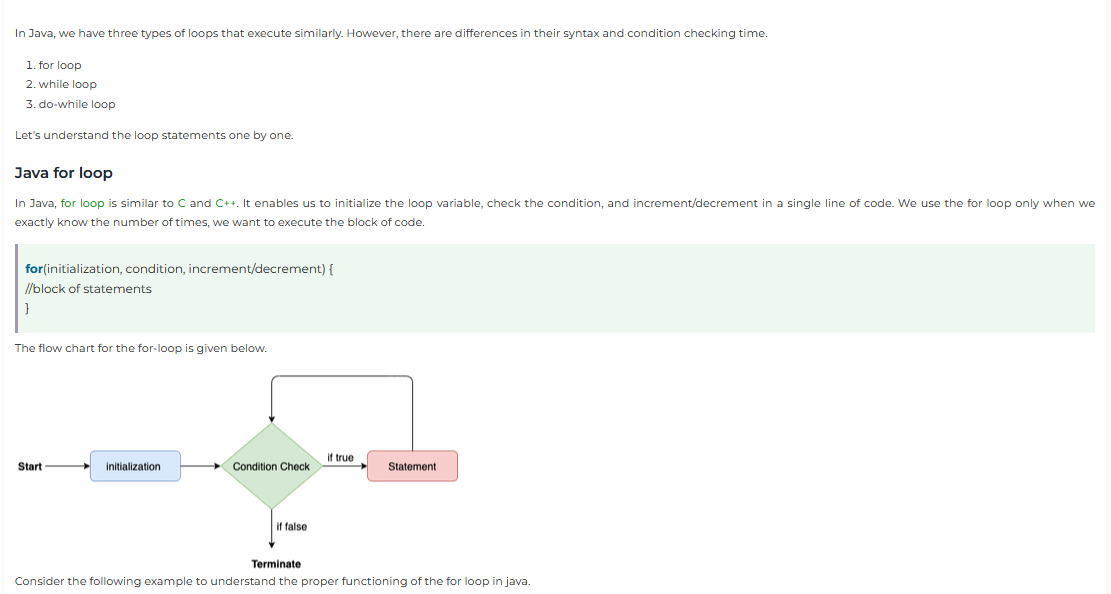 In Java, we have three types of loops that execute similarly. However, there are differences in their syntax and condition checking time.
1. for loop
2. while loop
3. do-while loop
Let's understand the loop statements one by one.
Java for loop
In Java, for loop is similar to C and C++. It enables us to initialize the loop variable, check the condition, and increment/decrement in a single line of code. We use the for loop only when we
exactly know the number of times, we want to execute the block of code.
for(initialization, condition, increment/decrement) {
//block of statements
}
The flow chart for the for-loop is given below.
Start
initialization
Condition Check
if true
Statement
if false
Terminate
Consider the following example to understand the proper functioning of the for loop in java.